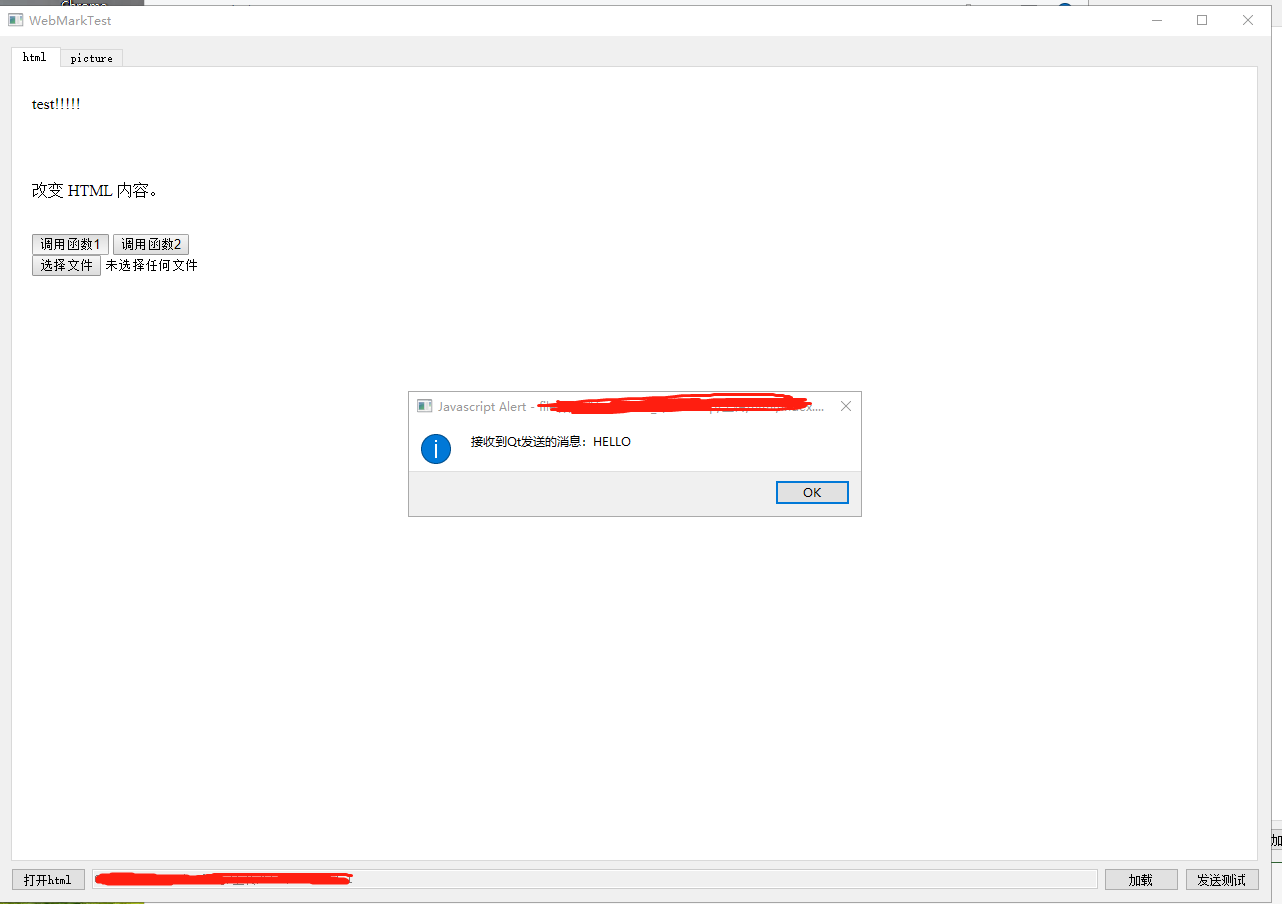 Chrome
WebMarkTest
html
picture
test!!!!!
改变 HTML 内容。
调用函数1
调用函数2
选择文件 未选择任何文件
Javascript Alert -
接收到Qt发送的消息：HELLO
OK
打开html
加载
发送测试
加